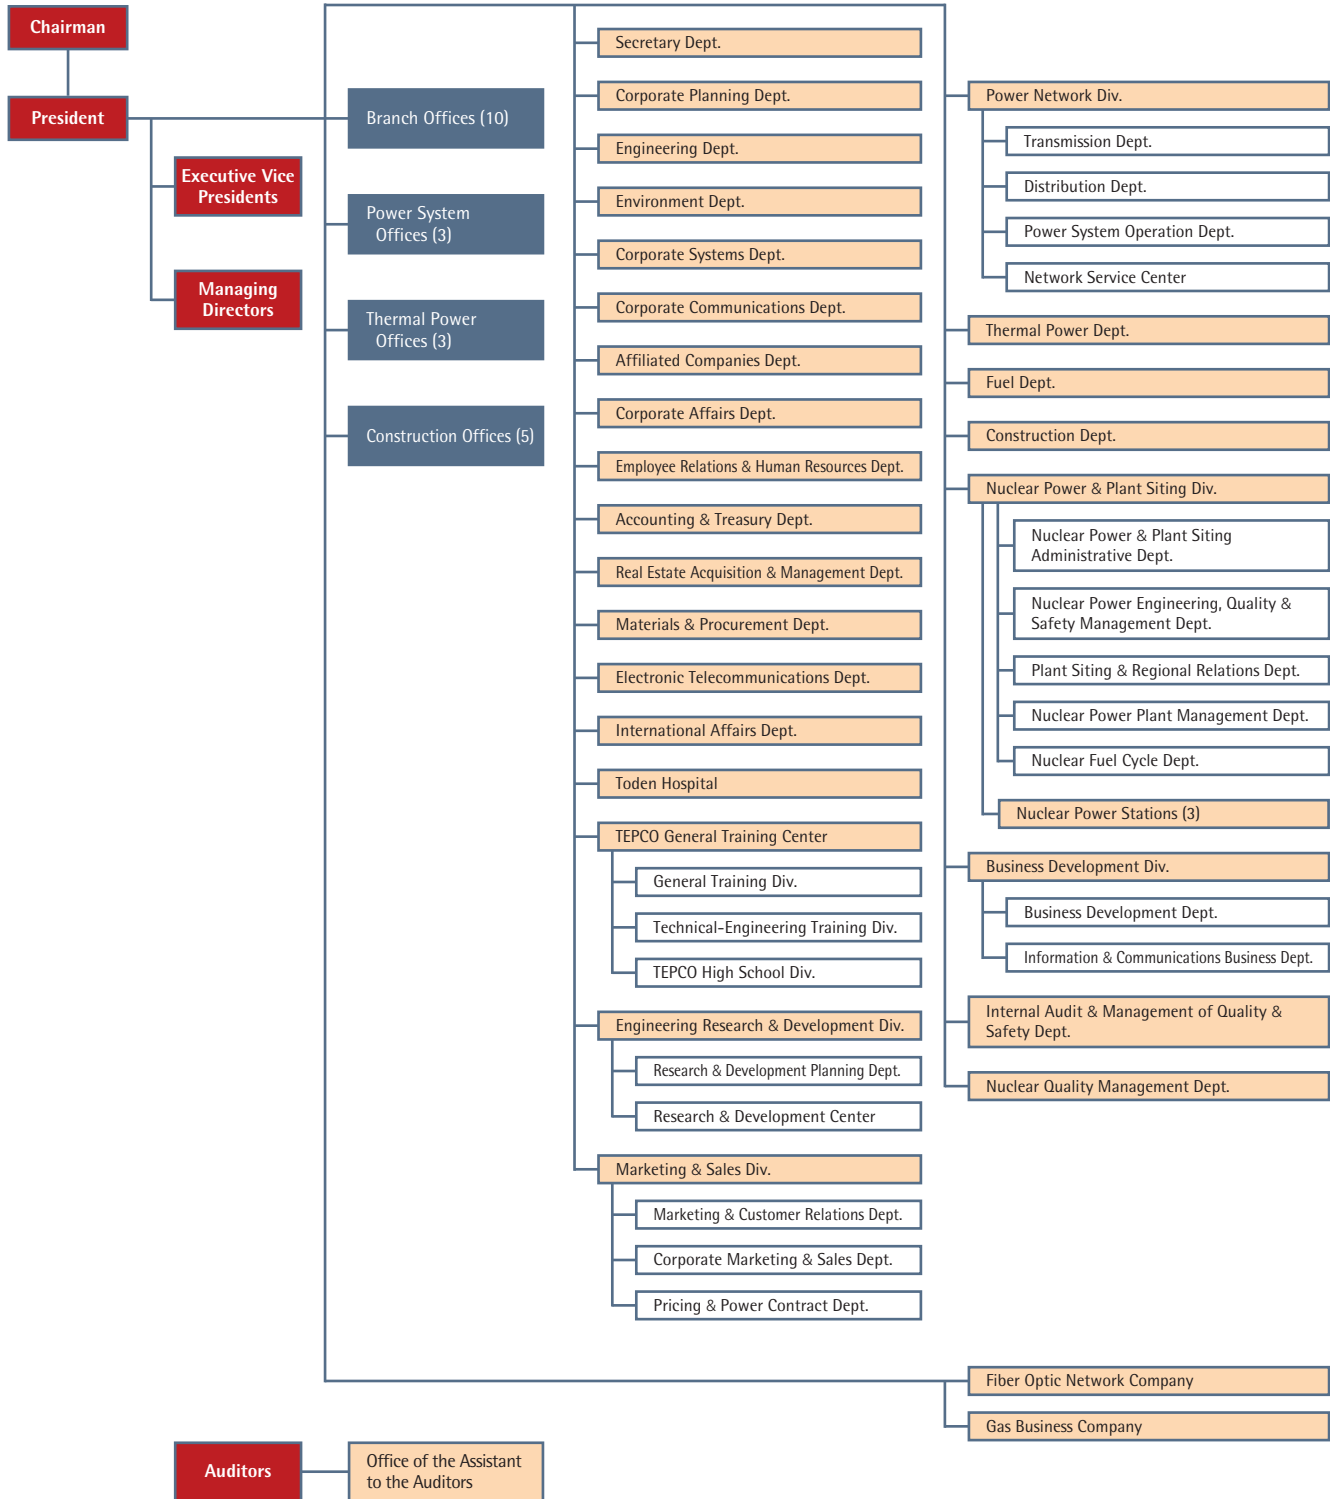 Chairman
President
Executive Vice
Presidents
Managing
Directors
Branch Offices (10)
Power System
Offices (3)
Thermal Power
Offices (3)
Construction Offices (5)
Secretary Dept.
Corporate Planning Dept.
Engineering Dept.
Environment Dept.
Corporate Systems Dept.
Corporate Communications Dept.
Affiliated Companies Dept.
Corporate Affairs Dept.
Employee Relations & Human Resources Dept.
Accounting & Treasury Dept.
Real Estate Acquisition & Management Dept.
Materials & Procurement Dept.
Electronic Telecommunications Dept.
International Affairs Dept.
Toden Hospital
TEPCO General Training Center
General Training Div.
Technical-Engineering Training Div.
TEPCO High School Div.
Engineering Research & Development Div.
Research & Development Planning Dept.
Research & Development Center
Marketing & Sales Div.
Marketing & Customer Relations Dept.
Corporate Marketing & Sales Dept.
Pricing & Power Contract Dept.
Power Network Div.
Transmission Dept.
Distribution Dept.
Power System Operation Dept.
Network Service Center
Thermal Power Dept.
Fuel Dept.
Construction Dept.
Nuclear Power & Plant Siting Div.
Nuclear Power & Plant Siting
Administrative Dept.
Nuclear Power Engineering, Quality &
Safety Management Dept.
Plant Siting & Regional Relations Dept.
Nuclear Power Plant Management Dept.
Nuclear Fuel Cycle Dept.
Nuclear Power Stations (3)
Business Development Div.
Business Development Dept.
Information & Communications Business Dept.
Internal Audit & Management of Quality &
Safety Dept.
Nuclear Quality Management Dept.
Fiber Optic Network Company
Gas Business Company
Auditors
Office of the Assistant
to the Auditors